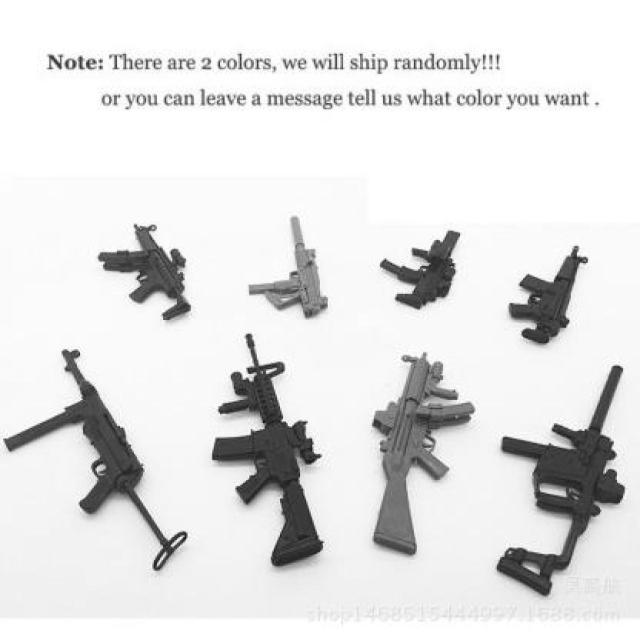 Note: There are 2 colors, we will ship randomly!!!
or you can leave a message tell us what color you want .
shop1468515444997.1688.com